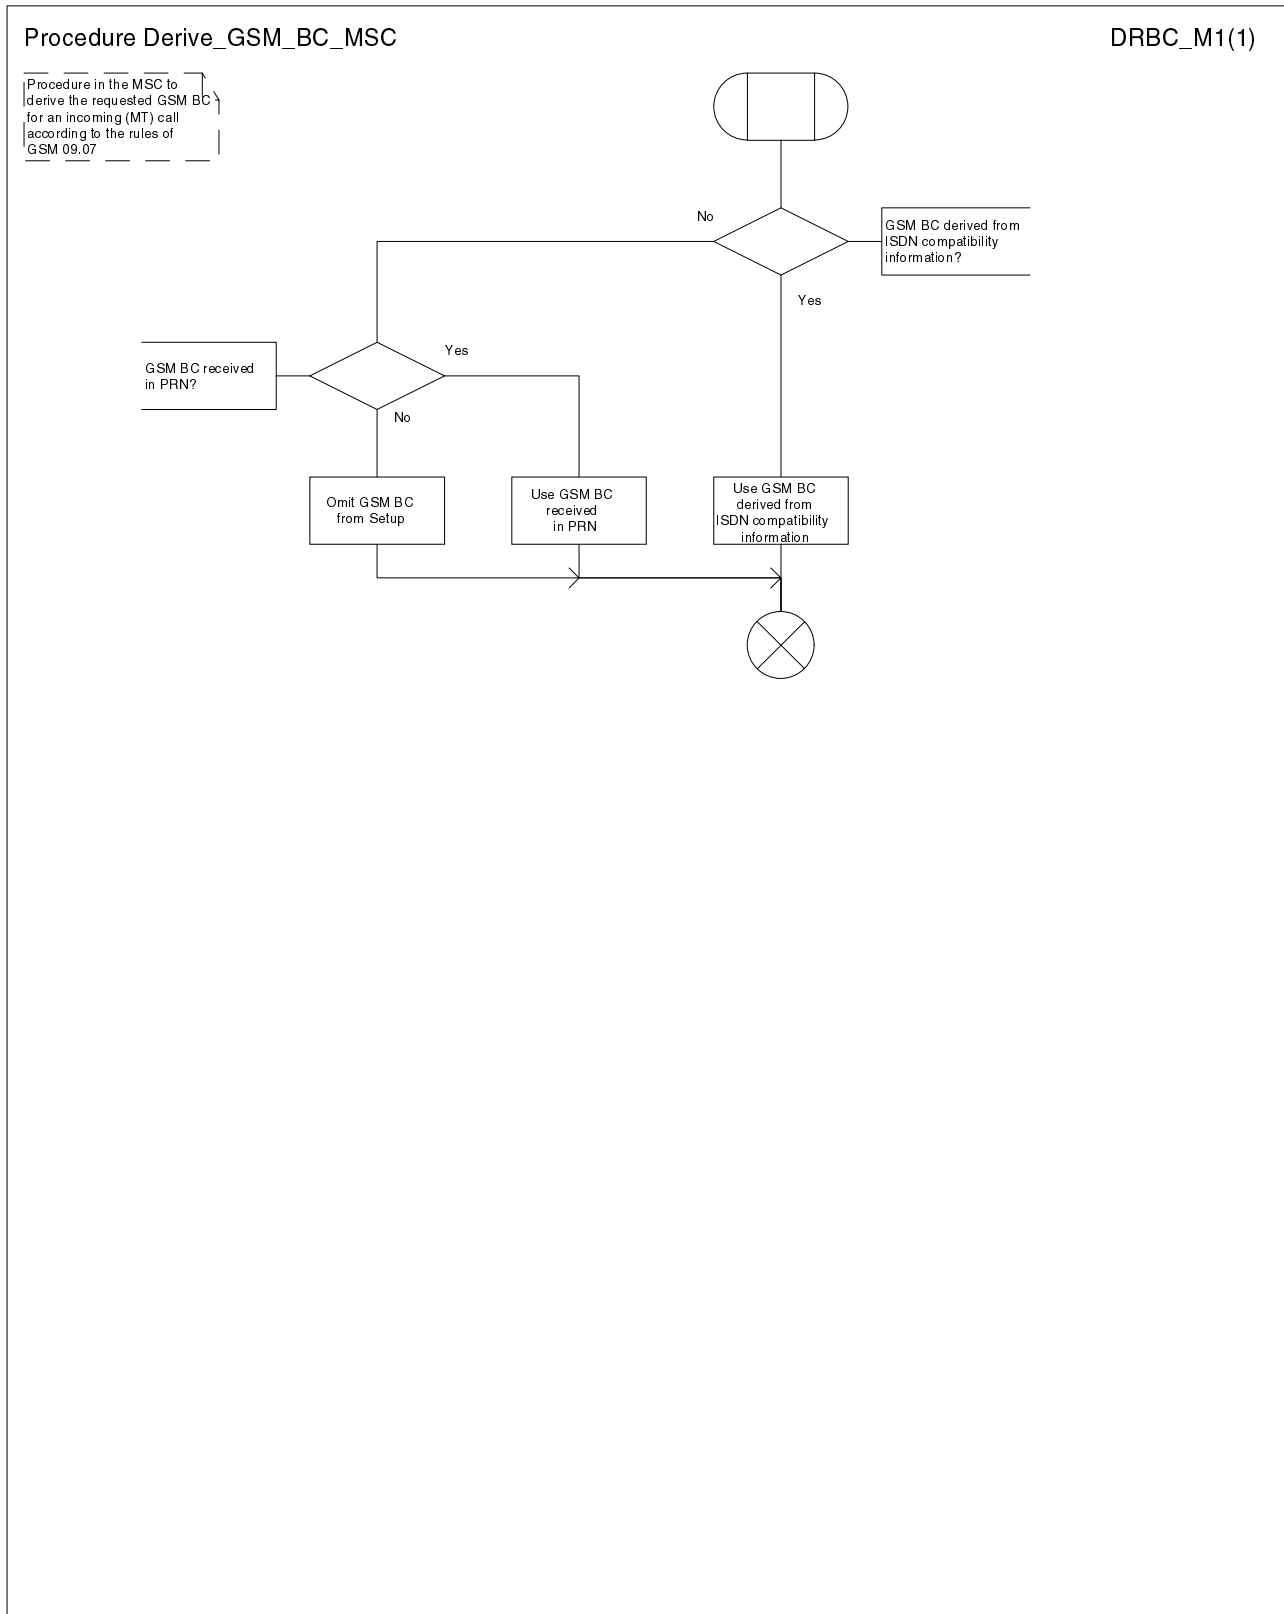 Procedure Derive_GSM_BC_MSC
DRBC_M1(1)
Procedure in the MSC to
derive the requested GSM BC
for an incoming (MT) call
according to the rules of
GSM 09.07
No
GSM BC derived from
ISDN compatibility
information?
Yes
GSM BC received
in PRN?
Yes
No
Omit GSM BC
from Setup
Use GSM BC
received
in PRN
Use GSM BC
derived from
ISDN compatibility
information